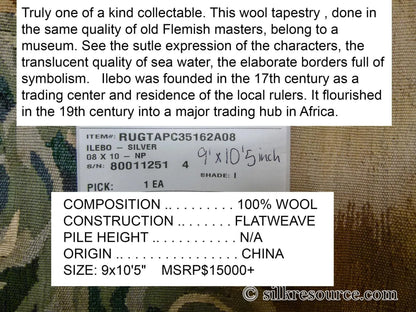 Truly one of a kind collectable. This wool tapestry , done in
the same quality of old Flemish masters, belong to a
museum. See the sutle expression of the characters, the
translucent quality of sea water, the elaborate borders full of
symbolism.   Ilebo was founded in the 17th century as a
trading center and residence of the local rulers. It flourished
in the 19th century into a major trading hub in Africa.
ITEM#: RUGTAPC35162A08
ILEBO - SILVER
08 X 10 - NP
S/N: 80011251 4
9' x 10'5 inch
SHADE: I
PICK: 1 EA
COMPOSITION .. ......... 100% WOOL
CONSTRUCTION .. ...... FLATWEAVE
PILE HEIGHT .. ........... N/A
ORIGIN .. ................ CHINA
SIZE: 9x10'5"    MSRP$15000+
© silkresource.com